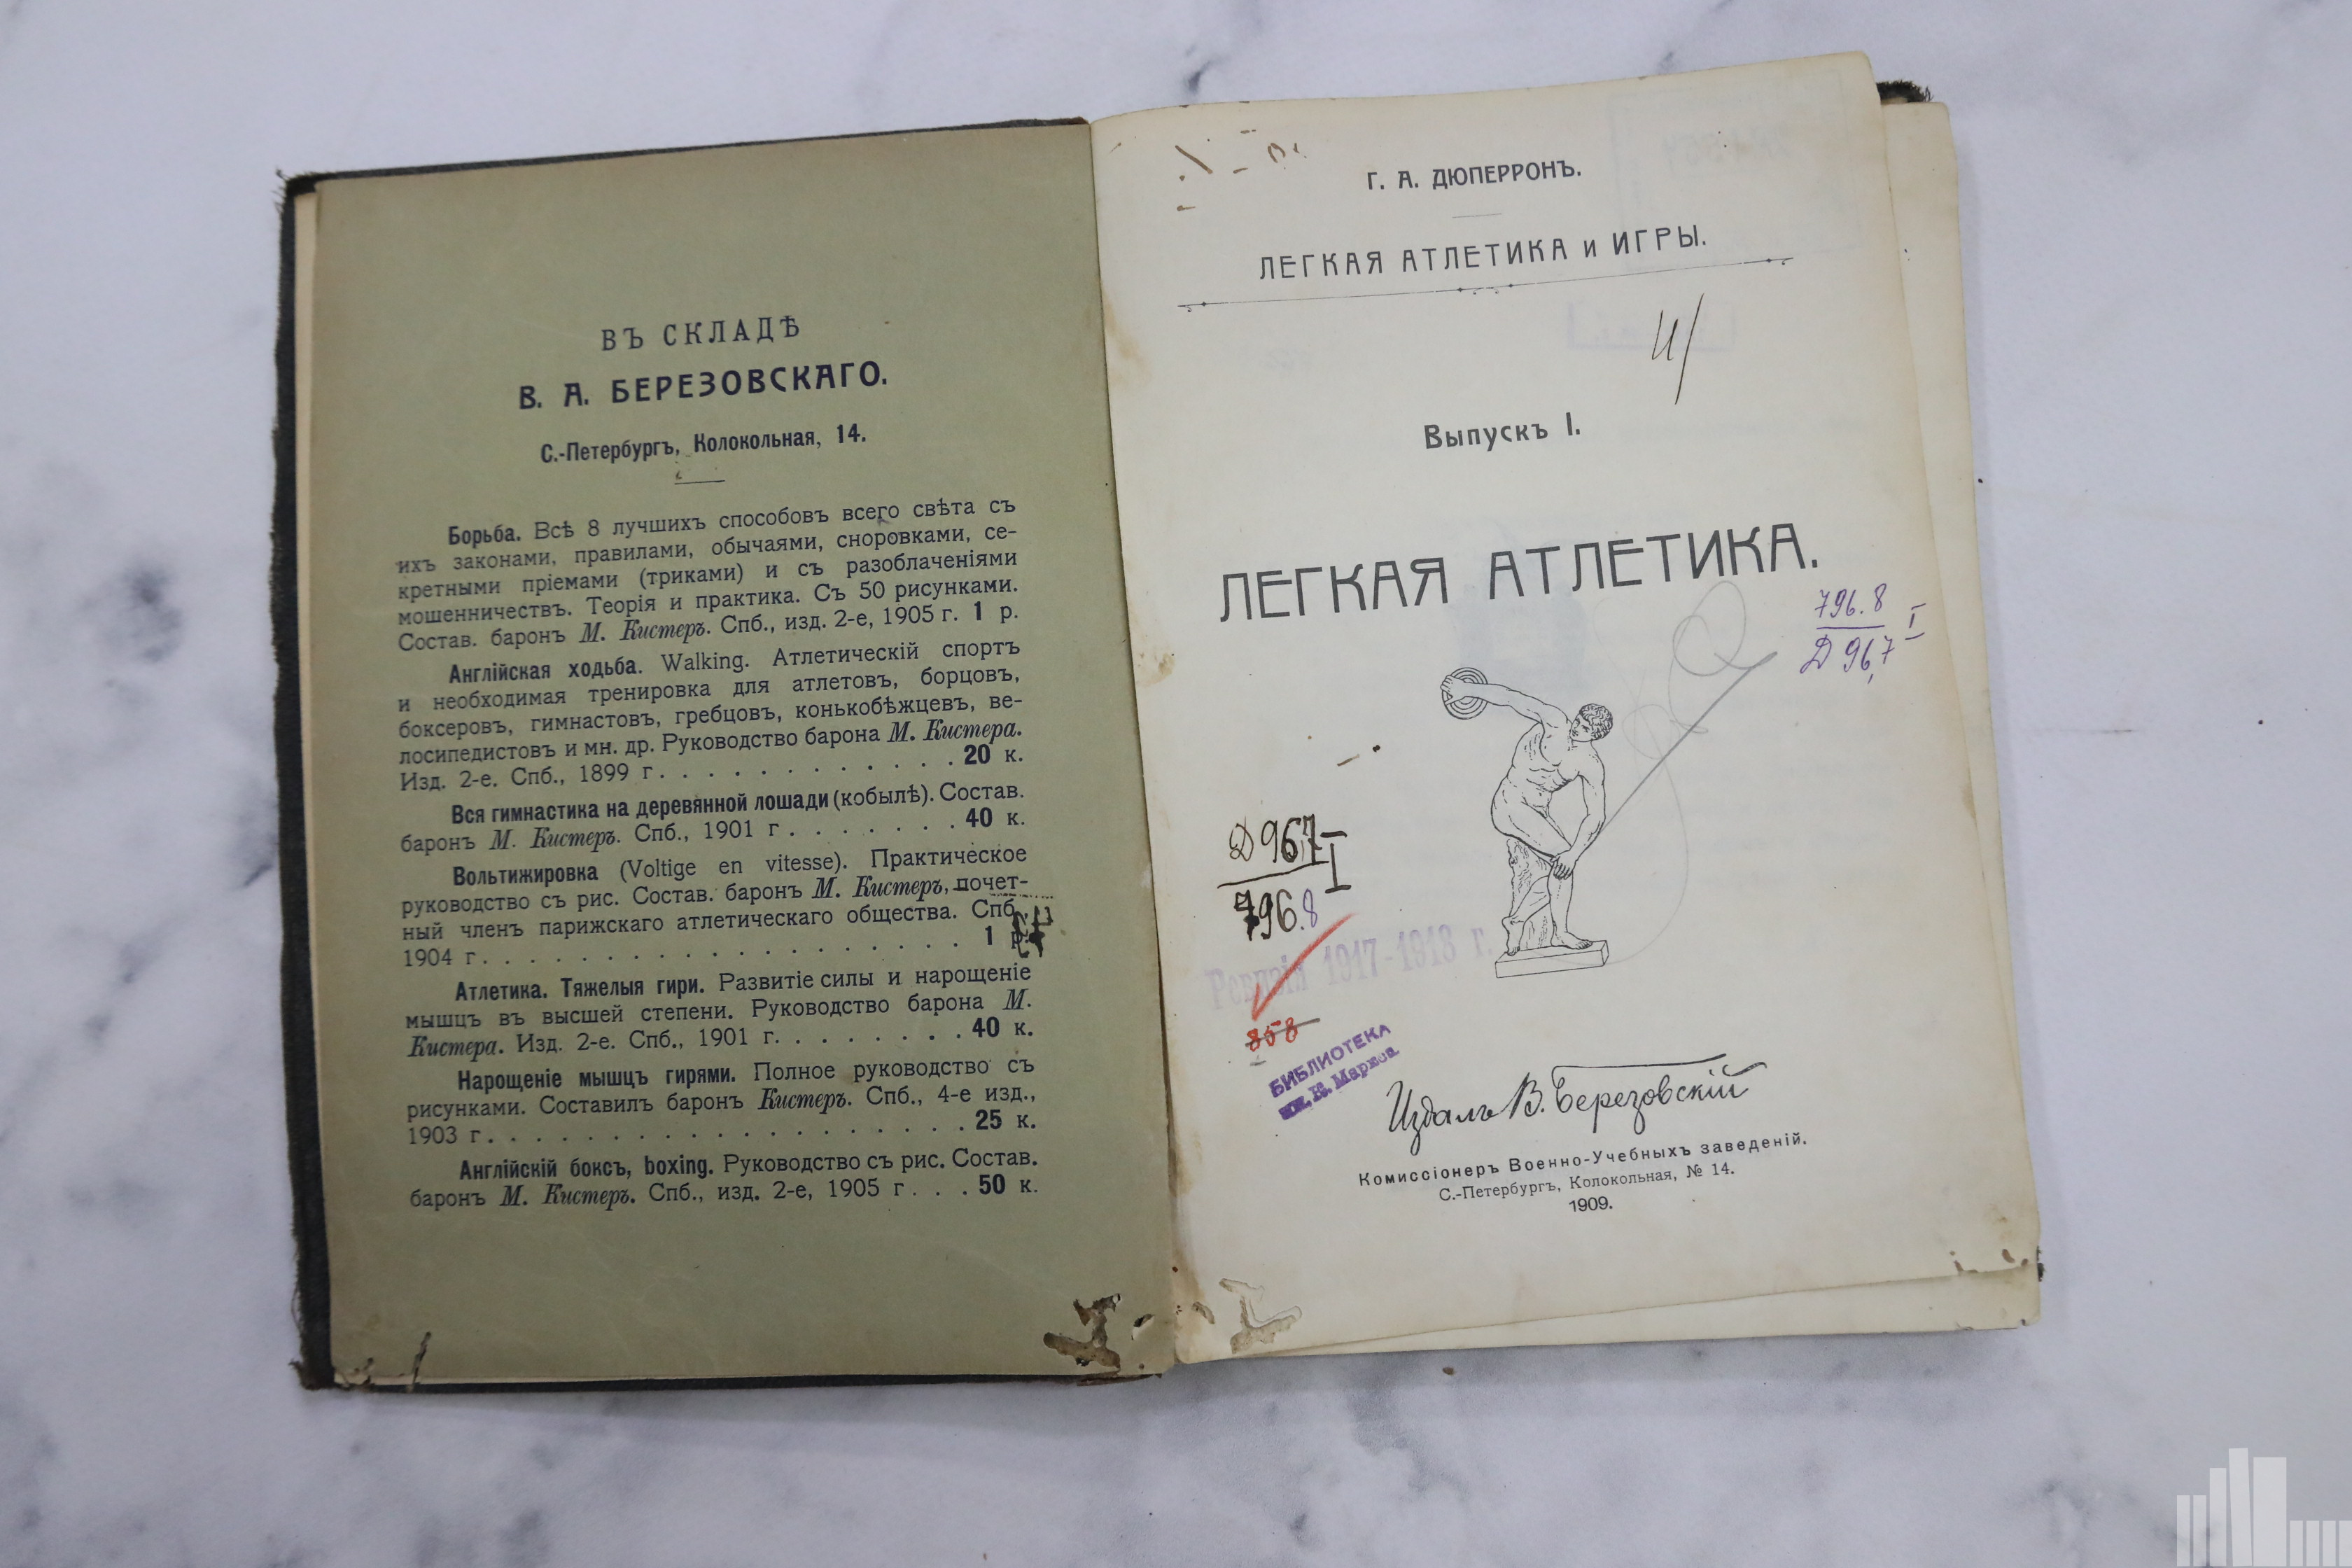 ВЪ СКЛАДѢ
В. А. БЕРЕЗОВСКАГО.
С.-Петербургъ, Колокольная, 14.
Борьба. Всѣ 8 лучшихъ способовъ всего свѣта съ
ихъ законами, правилами, обычаями, сноровками, се-
кретными пріемами (триками) и съ разоблаченіями
мошенничествъ. Теорія и практика. Съ 50 рисунками.
Состав. баронъ М. Кистеръ. Спб., изд. 2-е, 1905 г. 1 р.
Англійская ходьба. Walking. Атлетическій спортъ
и необходимая тренировка для атлетовъ, борцовъ,
боксеровъ, гимнастовъ, гребцовъ, конькобѣжцевъ, ве-
лосипедистовъ и мн. др. Руководство барона М. Кистера.
Изд. 2-е. Спб., 1899 г. . . . . . . . . . . . . 20 к.
Вся гимнастика на деревянной лошади (кобылѣ). Состав.
баронъ М. Кистеръ. Спб., 1901 г . . . . . . . 40 к.
Вольтижировка (Voltige en vitesse). Практическое
руководство съ рис. Состав. баронъ М. Кистеръ, почет-
ный членъ парижскаго атлетическаго общества. Спб.,
1904 г. . . . . . . . . . . . . . . . . . . . 1 р.
Атлетика. Тяжелыя гири. Развитіе силы и нарощеніе
мышцъ въ высшей степени. Руководство барона М.
Кистера. Изд. 2-е. Спб., 1901 г. . . . . . . . 40 к.
Нарощеніе мышцъ гирями. Полное руководство съ
рисунками. Составилъ баронъ Кистеръ. Спб., 4-е изд.,
1903 г. . . . . . . . . . . . . . . . . . . . 25 к.
Англійскій боксъ, boxing. Руководство съ рис. Состав.
баронъ М. Кистеръ. Спб., изд. 2-е, 1905 г . . . 50 к.
Г. А. ДЮПЕРРОНЪ.
ЛЕГКАЯ АТЛЕТИКА и ИГРЫ.
Выпускъ I.
ЛЕГКАЯ АТЛЕТИКА.
796.8 I
Д 967
Д 967 I
796.8
1917-1918 г.
858
БИБЛИОТЕКА
им. К. Маркса
Издалъ В. Березовскій
Комиссіонеръ Военно-Учебныхъ заведеній.
С.-Петербургъ, Колокольная, № 14.
1909.